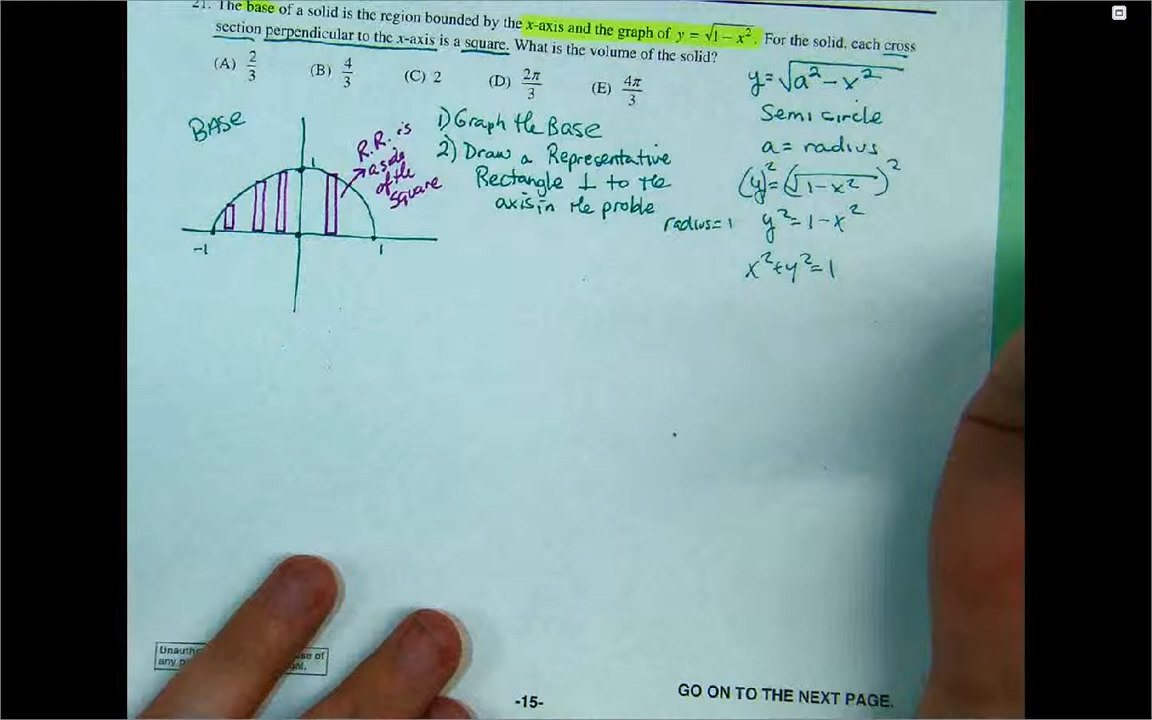 21. The base of a solid is the region bounded by the x-axis and the graph of y = √(1 − x²). For the solid, each cross
section perpendicular to the x-axis is a square. What is the volume of the solid?
(A) 2/3 (B) 4/3 (C) 2 (D) 2π/3 (E) 4π/3
y = √(a² − x²)
Semi circle
a = radius
(y)² = (√(1 − x²))²
radius = 1 y² = 1 − x²
x² + y² = 1
BASE
1) Graph the Base
2) Draw a Representative
Rectangle ⊥ to the
axis in the proble
R.R. is
a side
of the
square
1
-1
1
Unauth
se of
any
-15-
GO ON TO THE NEXT PAGE.